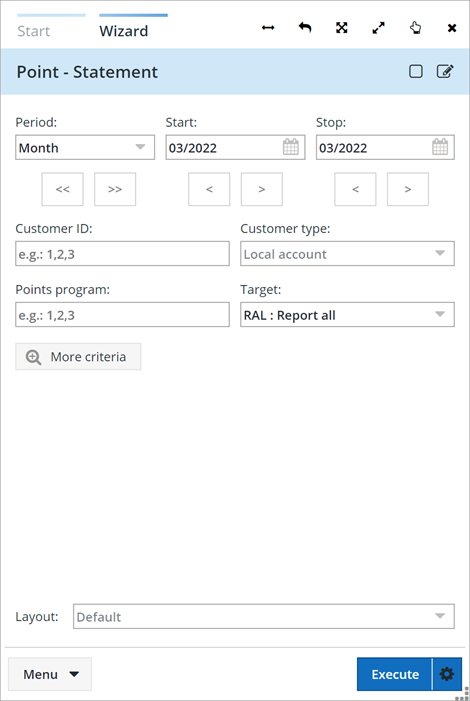 Start Wizard
Point - Statement
Period: Start: Stop:
Month 03/2022 03/2022
<< >> < > < >
Customer ID: Customer type:
e.g.: 1,2,3 Local account
Points program: Target:
e.g.: 1,2,3 RAL : Report all
More criteria
Layout: Default
Menu Execute